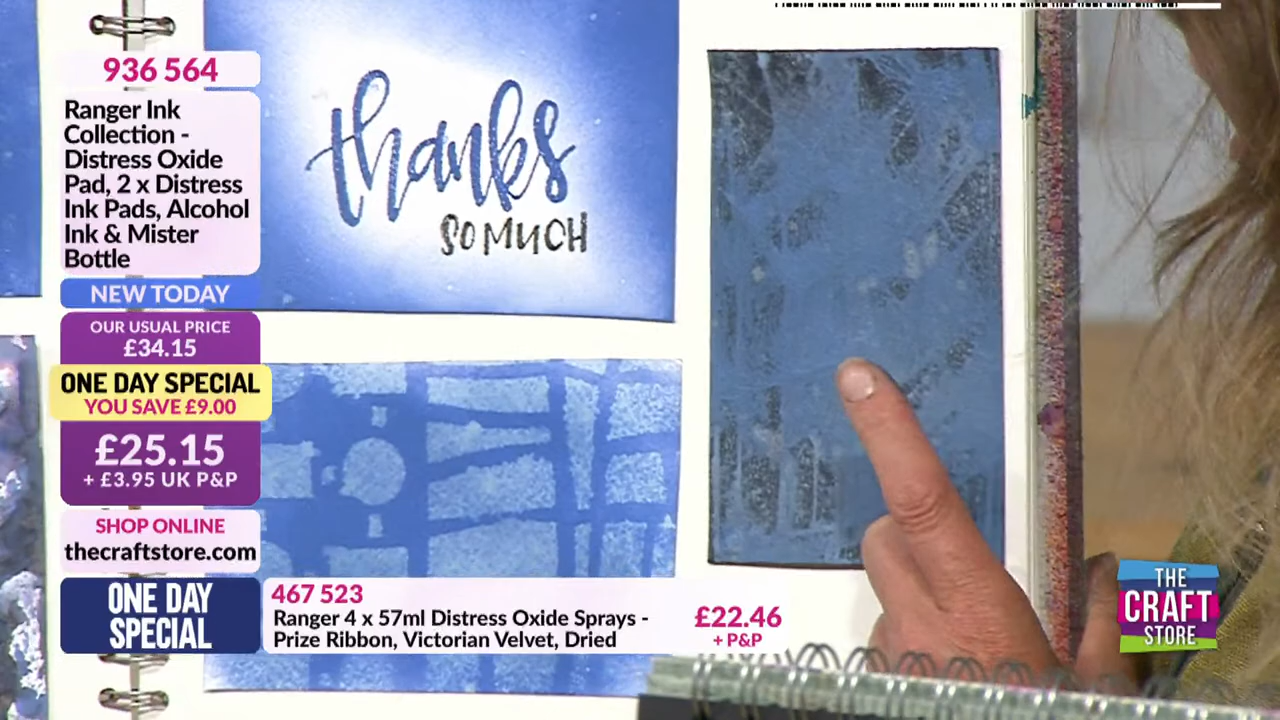 936 564
Ranger Ink
Collection -
Distress Oxide
Pad, 2 x Distress
Ink Pads, Alcohol
Ink & Mister
Bottle
NEW TODAY
OUR USUAL PRICE
£34.15
ONE DAY SPECIAL
YOU SAVE £9.00
£25.15
+ £3.95 UK P&P
SHOP ONLINE
thecraftstore.com
ONE DAY
SPECIAL
467 523
Ranger 4 x 57ml Distress Oxide Sprays -
Prize Ribbon, Victorian Velvet, Dried
£22.46
+ P&P
thanks
SO MUCH
THE
CRAFT
STORE